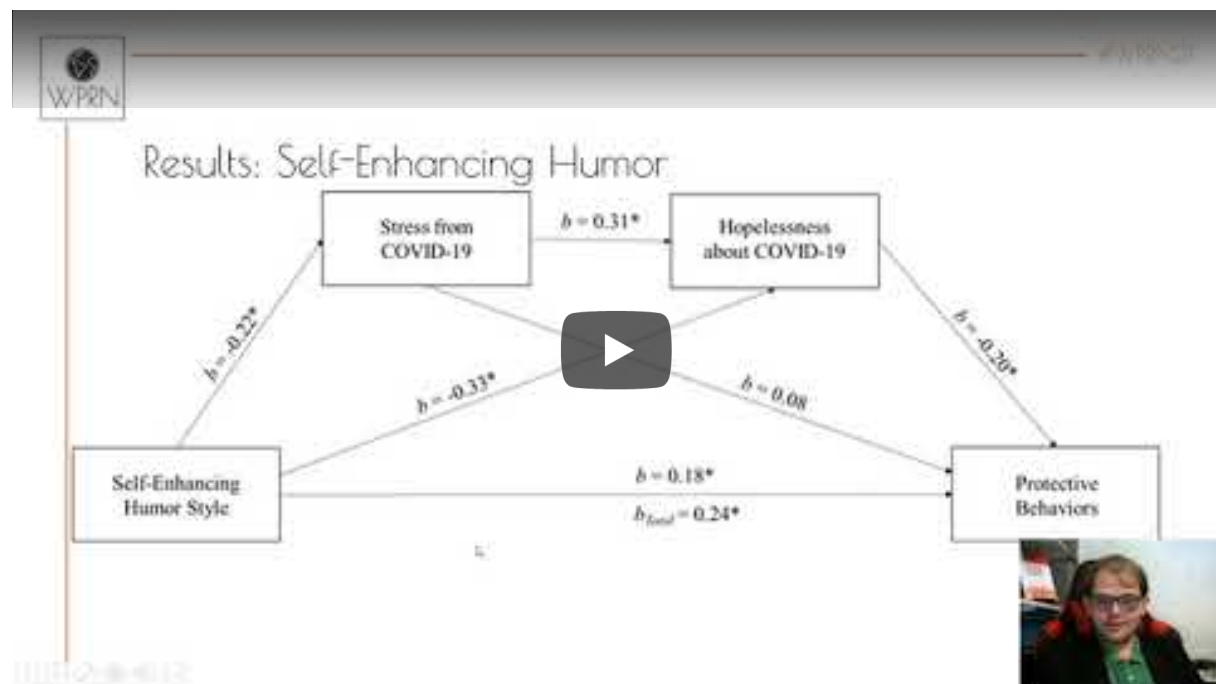 WPRN
Results: Self-Enhancing Humor
Stress from
COVID-19
b = 0.31*
Hopelessness
about COVID-19
b = -0.22*
b = -0.33*
b = 0.08
b = -0.20*
Self-Enhancing
Humor Style
b = 0.18*
bTotal = 0.24*
Protective
Behaviors